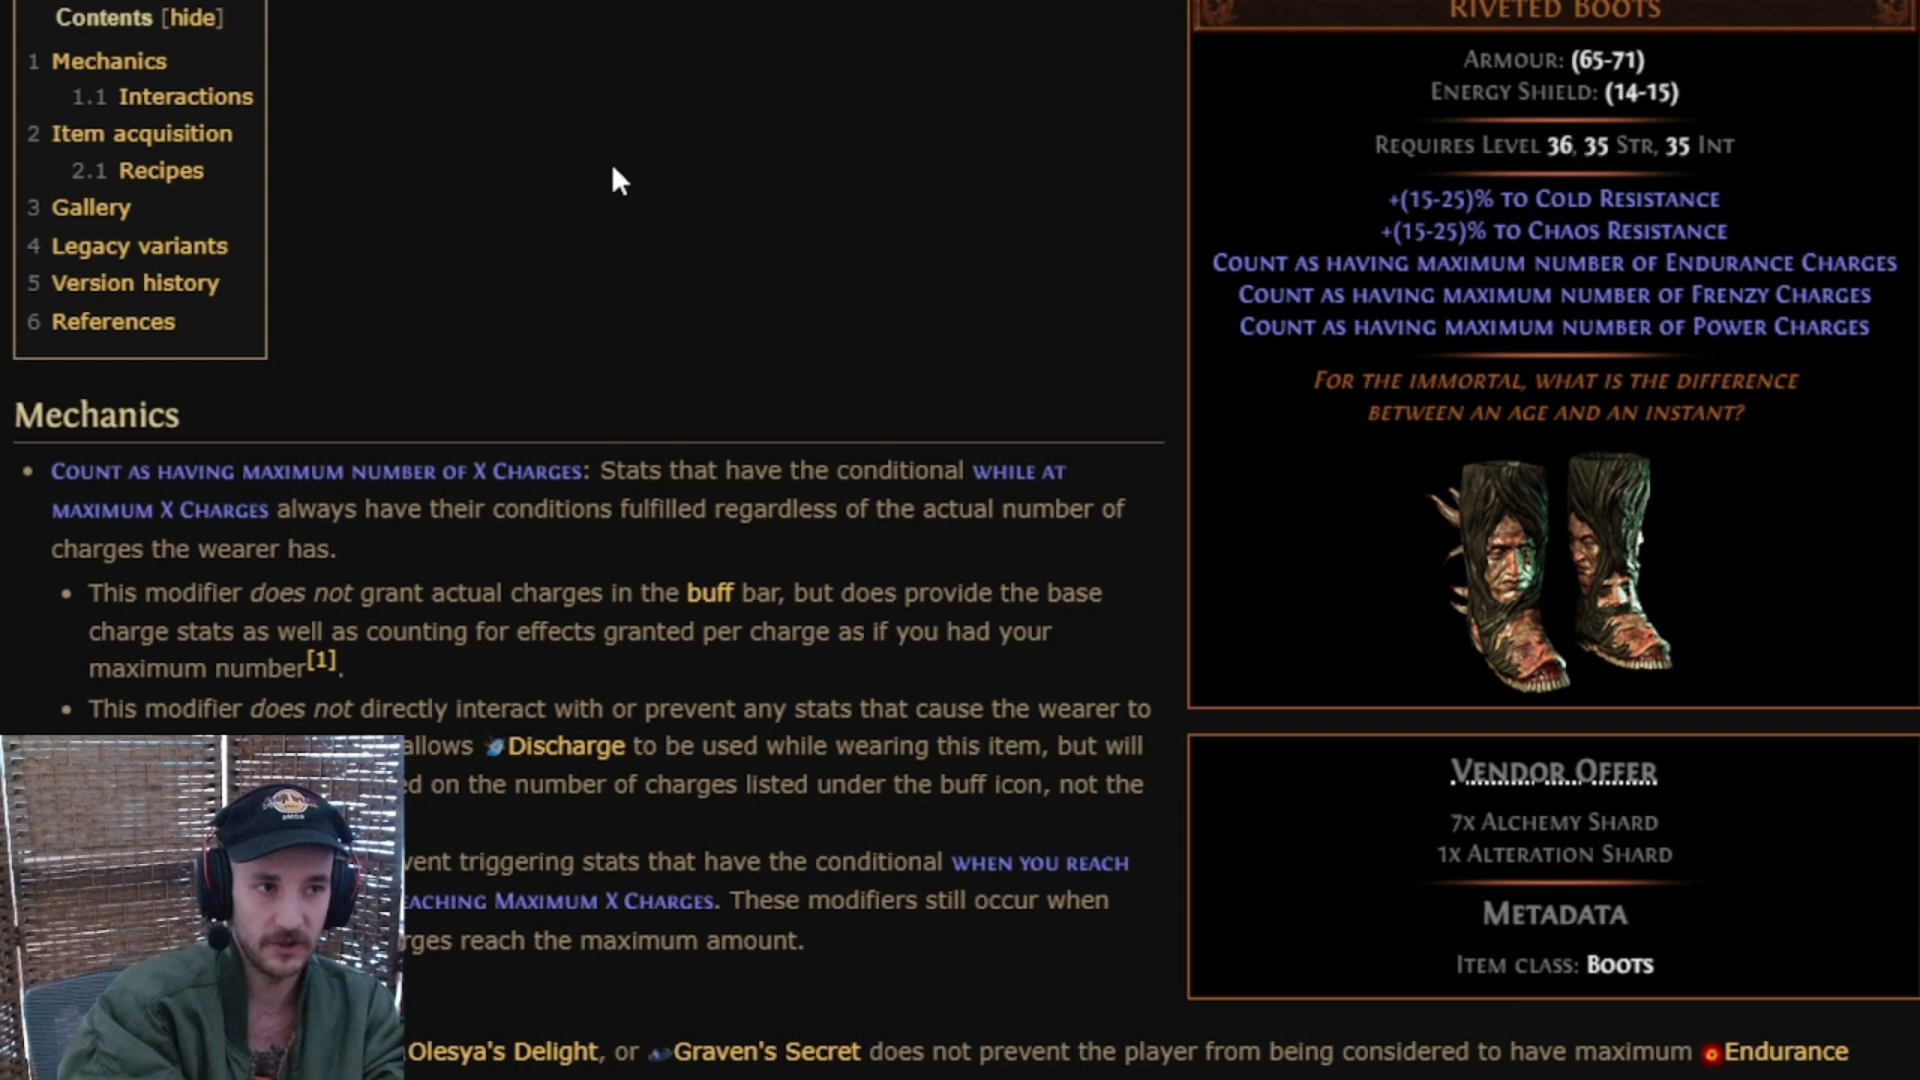 Contents [hide]
1 Mechanics
1.1 Interactions
2 Item acquisition
2.1 Recipes
3 Gallery
4 Legacy variants
5 Version history
6 References
Mechanics
• Count as having maximum number of X Charges: Stats that have the conditional while at
maximum X Charges always have their conditions fulfilled regardless of the actual number of
charges the wearer has.
• This modifier does not grant actual charges in the buff bar, but does provide the base
charge stats as well as counting for effects granted per charge as if you had your
maximum number[1].
• This modifier does not directly interact with or prevent any stats that cause the wearer to
allows Discharge to be used while wearing this item, but will
on the number of charges listed under the buff icon, not the
triggering stats that have the conditional when you reach
Maximum X Charges. These modifiers still occur when
reach the maximum amount.
Olesya's Delight, or Graven's Secret does not prevent the player from being considered to have maximum Endurance
Riveted Boots
Armour: (65-71)
Energy Shield: (14-15)
Requires Level 36, 35 Str, 35 Int
+(15-25)% to Cold Resistance
+(15-25)% to Chaos Resistance
Count as having maximum number of Endurance Charges
Count as having maximum number of Frenzy Charges
Count as having maximum number of Power Charges
For the immortal, what is the difference
between an age and an instant?
Vendor Offer
7x Alchemy Shard
1x Alteration Shard
Metadata
Item class: Boots